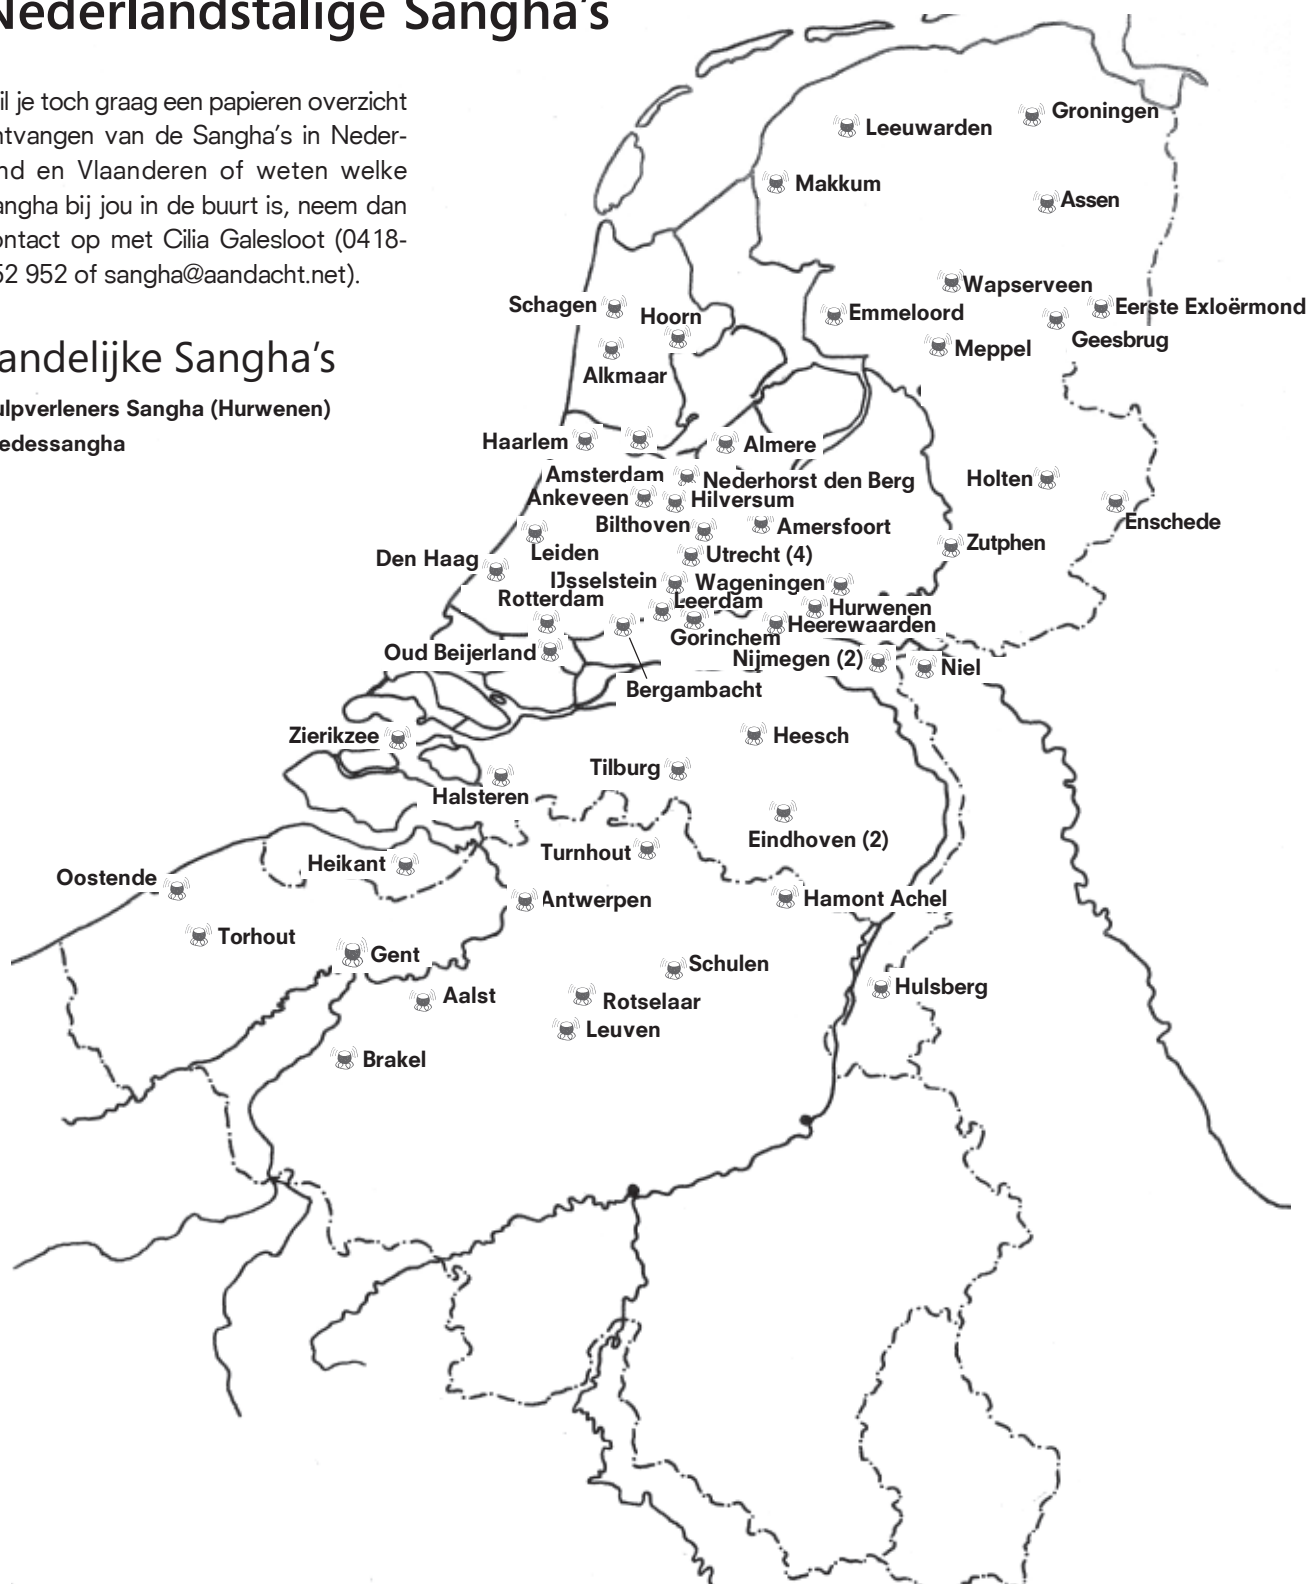 Nederlandstalige Sangha's
il je toch graag een papieren overzicht
ntvangen van de Sangha's in Neder-
nd en Vlaanderen of weten welke
angha bij jou in de buurt is, neem dan
ontact op met Cilia Galesloot (0418-
52 952 of sangha@aandacht.net).
andelijke Sangha's
ulpverleners Sangha (Hurwenen)
edessangha
Groningen
Leeuwarden
Makkum
Assen
Wapserveen
Schagen
Hoorn
Emmeloord
Eerste Exloërmond
Geesbrug
Meppel
Alkmaar
Haarlem
Almere
Amsterdam
Nederhorst den Berg
Holten
Ankeveen
Hilversum
Enschede
Bilthoven
Amersfoort
Zutphen
Leiden
Utrecht (4)
Den Haag
IJsselstein
Wageningen
Rotterdam
Leerdam
Hurwenen
Heerewaarden
Gorinchem
Oud Beijerland
Nijmegen (2)
Niel
Bergambacht
Zierikzee
Heesch
Tilburg
Halsteren
Eindhoven (2)
Turnhout
Heikant
Oostende
Antwerpen
Hamont Achel
Torhout
Gent
Schulen
Hulsberg
Aalst
Rotselaar
Leuven
Brakel